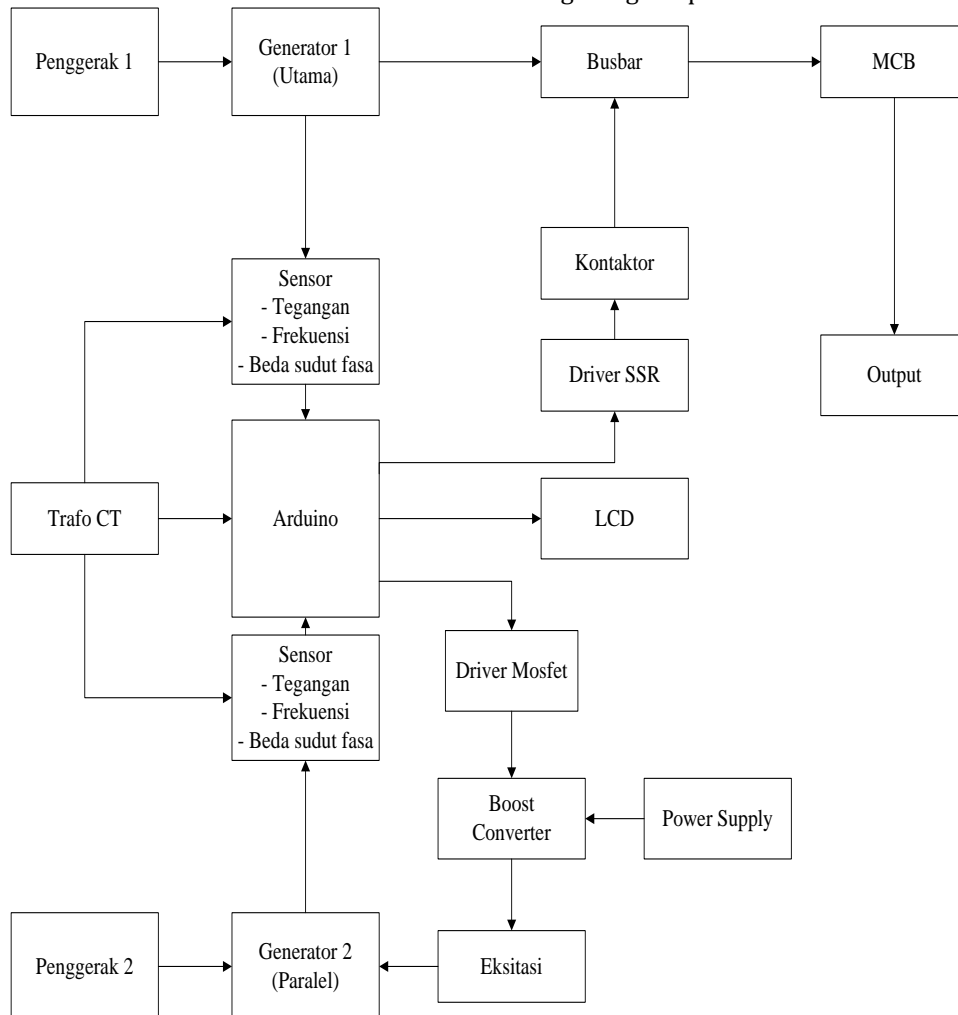 Penggerak 1
Generator 1
(Utama)
Busbar
MCB
Kontaktor
Sensor
- Tegangan
- Frekuensi
- Beda sudut fasa
Driver SSR
Output
Trafo CT
Arduino
LCD
Sensor
- Tegangan
- Frekuensi
- Beda sudut fasa
Driver Mosfet
Boost
Converter
Power Supply
Penggerak 2
Generator 2
(Paralel)
Eksitasi